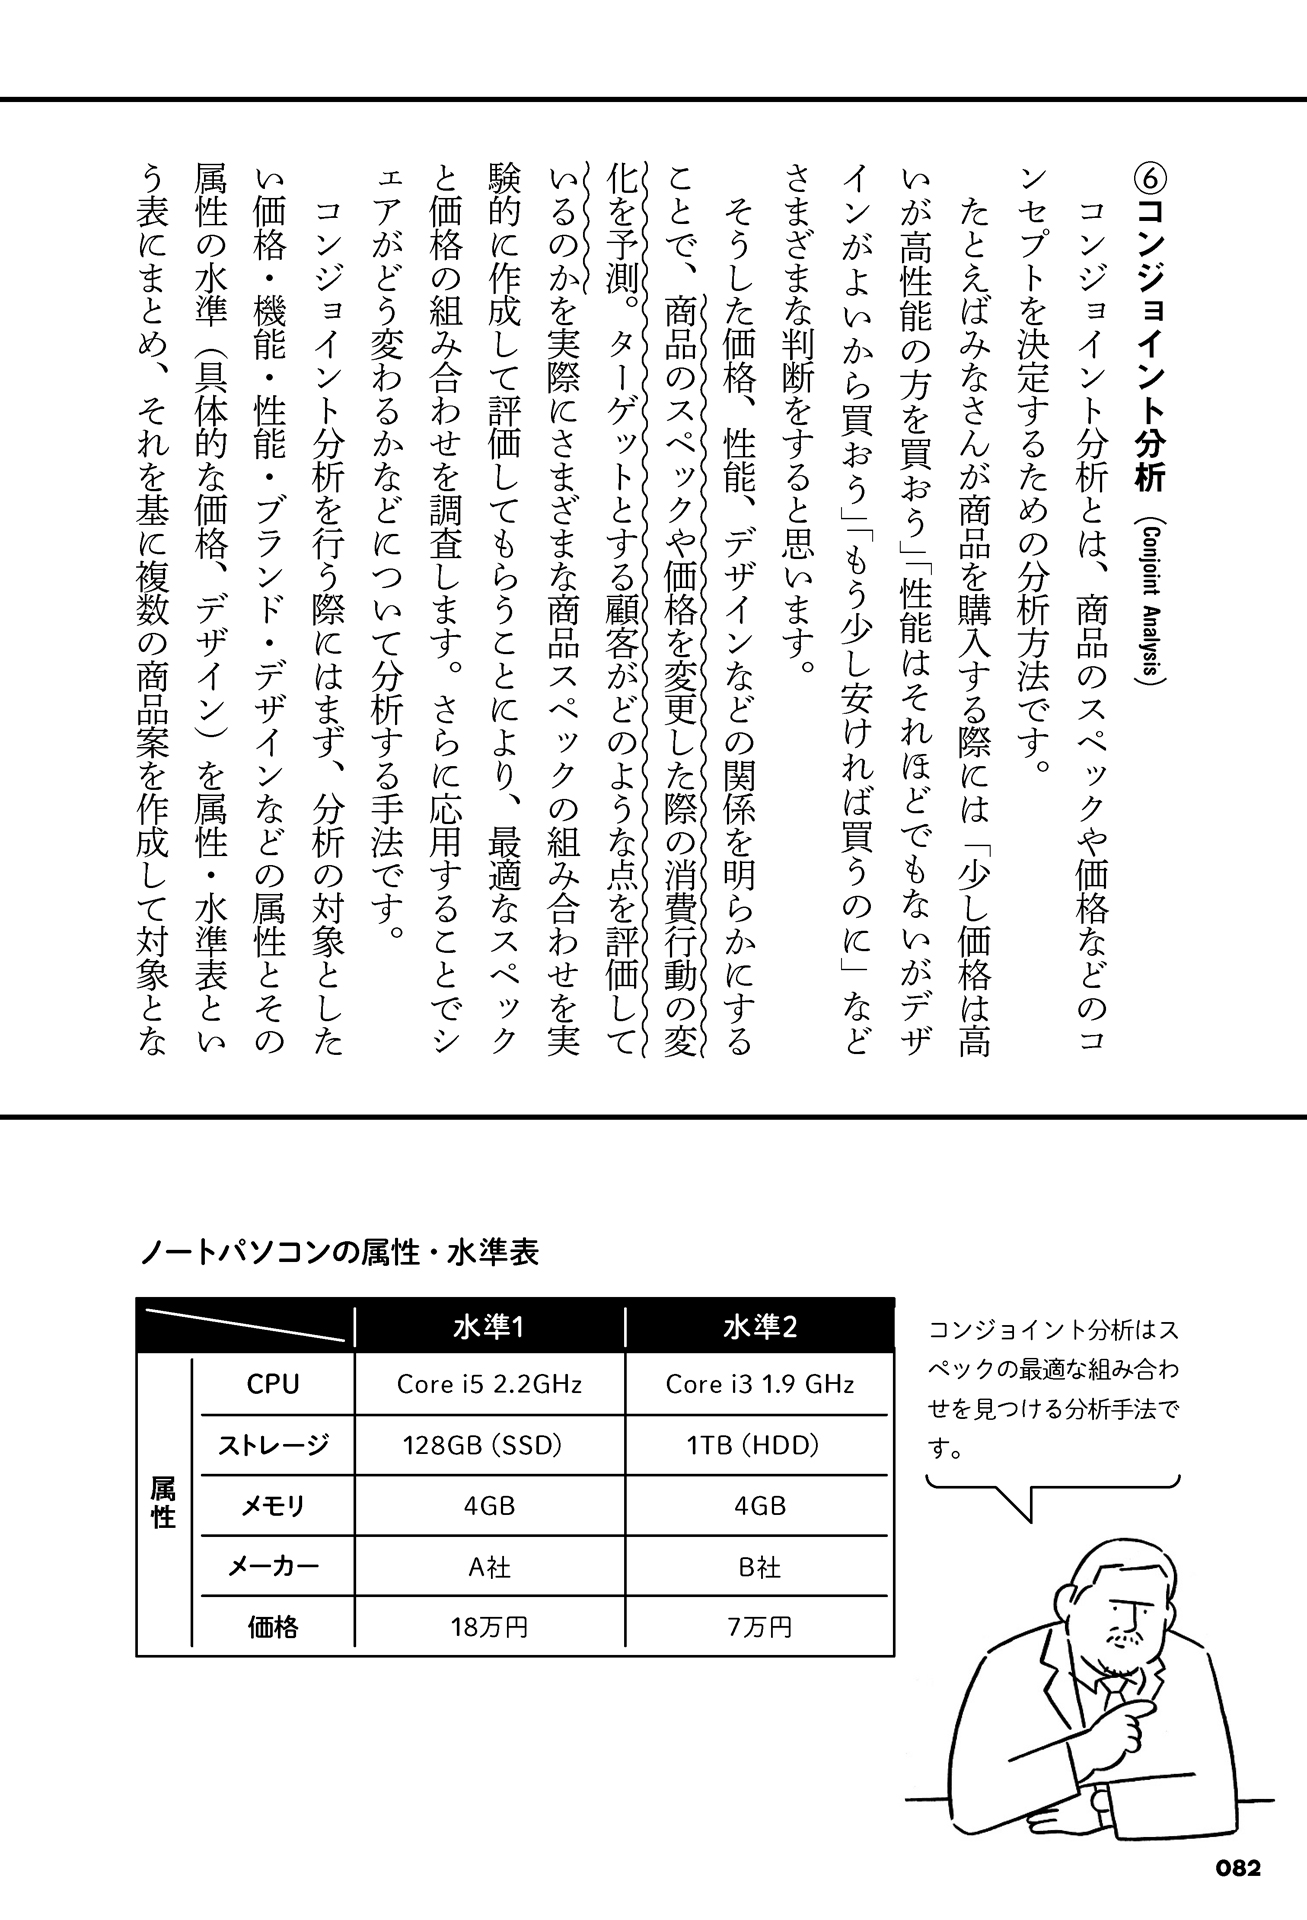 ⑥コンジョイント分析（Conjoint Analysis）
コンジョイント分析とは、商品のスペックや価格などのコ
ンセプトを決定するための分析方法です。
たとえばみなさんが商品を購入する際には「少し価格は高
いが高性能の方を買おう」「性能はそれほどでもないがデザ
インがよいから買おう」「もう少し安ければ買うのに」など
さまざまな判断をすると思います。
そうした価格、性能、デザインなどの関係を明らかにする
ことで、商品のスペックや価格を変更した際の消費行動の変
化を予測。ターゲットとする顧客がどのような点を評価して
いるのかを実際にさまざまな商品スペックの組み合わせを実
験的に作成して評価してもらうことにより、最適なスペック
と価格の組み合わせを調査します。さらに応用することでシ
ェアがどう変わるかなどについて分析する手法です。
コンジョイント分析を行う際にはまず、分析の対象とした
い価格・機能・性能・ブランド・デザインなどの属性とその
属性の水準（具体的な価格、デザイン）を属性・水準表とい
う表にまとめ、それを基に複数の商品案を作成して対象とな
ノートパソコンの属性・水準表
水準1 水準2
属性
CPU Core i5 2.2GHz Core i3 1.9 GHz
ストレージ 128GB（SSD） 1TB（HDD）
メモリ 4GB 4GB
メーカー A社 B社
価格 18万円 7万円
コンジョイント分析はス
ペックの最適な組み合わ
せを見つける分析手法で
す。
082